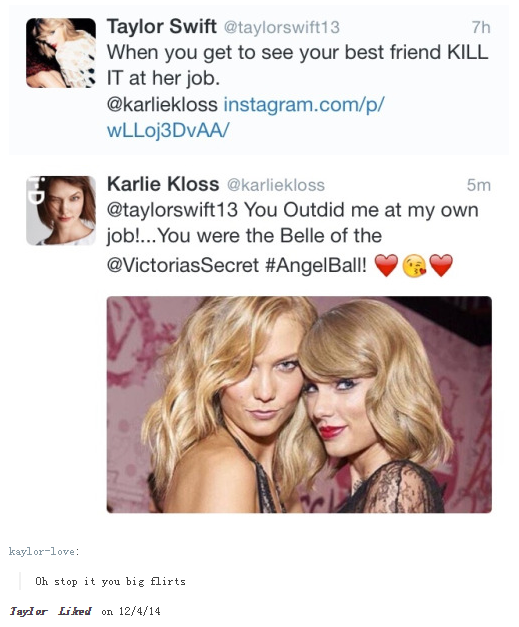 Taylor Swift @taylorswift13 7h
When you get to see your best friend KILL
IT at her job.
@karliekloss instagram.com/p/
wLLoj3DvAA/
i-D
Karlie Kloss @karliekloss 5m
@taylorswift13 You Outdid me at my own
job!...You were the Belle of the
@VictoriasSecret #AngelBall! ❤️😘❤️
kaylor-love:
Oh stop it you big flirts
Taylor Liked on 12/4/14